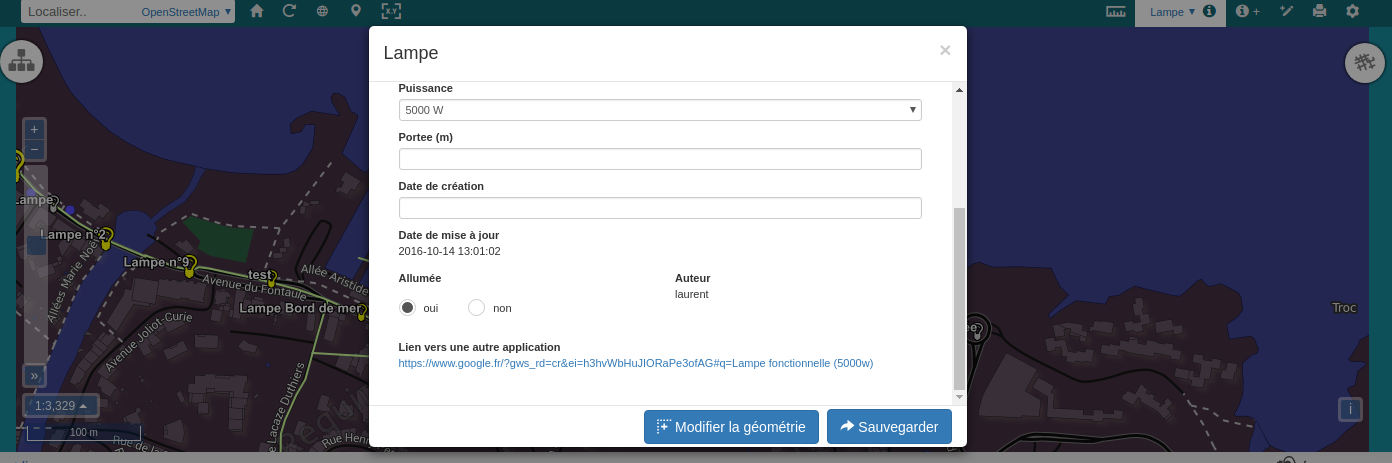 Localiser..
OpenStreetMap
X,Y
Lampe
+
Lampe
×
Puissance
5000 W
Portee (m)
Date de création
Date de mise à jour
2016-10-14 13:01:02
Allumée
Auteur
laurent
oui
non
Lien vers une autre application
https://www.google.fr/?gws_rd=cr&ei=h3hvWbHuJIORaPe3ofAG#q=Lampe fonctionnelle (5000w)
Modifier la géométrie
Sauvegarder
+
−
Lampe
Lampe n°2
Lampe n°9
test
Lampe Bord de mer
Allées Marie Noël
Allée Aristide
Avenue du Fontaule
Avenue Joliot-Curie
Lacaze Duthiers
Rue Henri
Rue de la
Troc
»
1:3,329
100 m
i